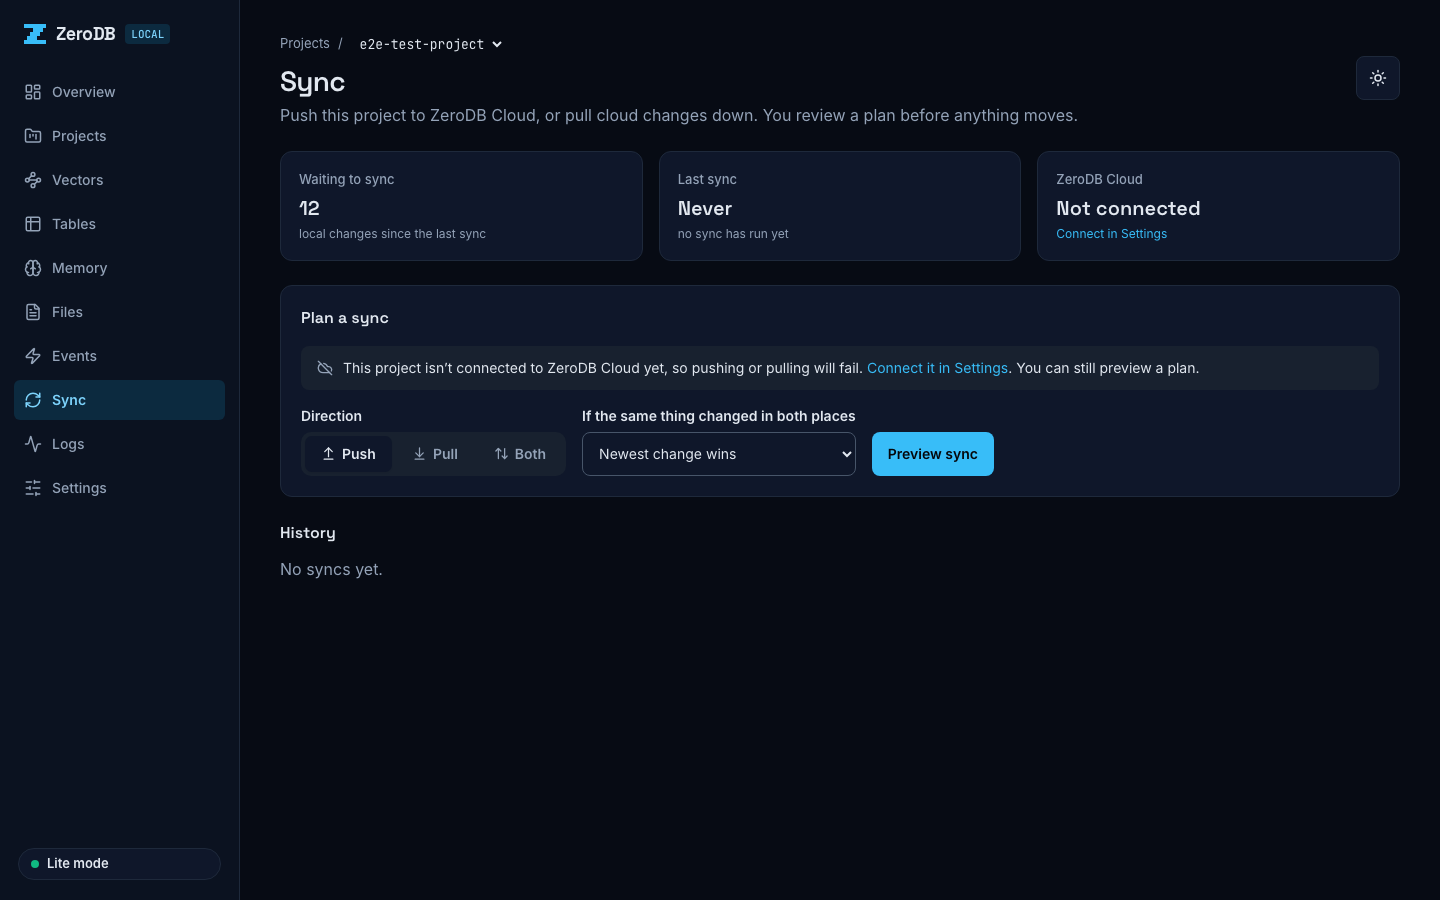 ZeroDB LOCAL
Overview
Projects
Vectors
Tables
Memory
Files
Events
Sync
Logs
Settings
Lite mode
Projects / e2e-test-project
Sync
Push this project to ZeroDB Cloud, or pull cloud changes down. You review a plan before anything moves.
Waiting to sync
12
local changes since the last sync
Last sync
Never
no sync has run yet
ZeroDB Cloud
Not connected
Connect in Settings
Plan a sync
This project isn’t connected to ZeroDB Cloud yet, so pushing or pulling will fail. Connect it in Settings. You can still preview a plan.
Direction
Push Pull Both
If the same thing changed in both places
Newest change wins
Preview sync
History
No syncs yet.